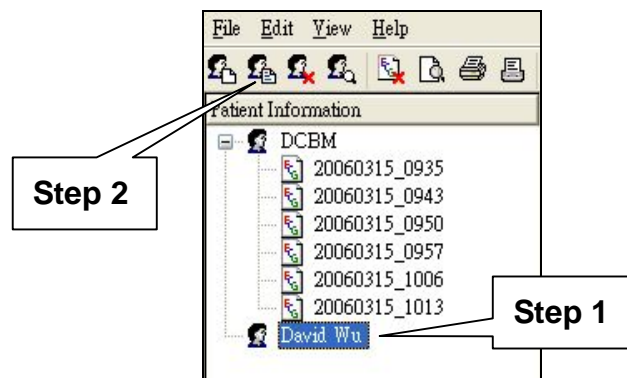 File Edit View Help
Patient Information
DCBM
20060315_0935
20060315_0943
20060315_0950
20060315_0957
20060315_1006
20060315_1013
David Wu
Step 2
Step 1